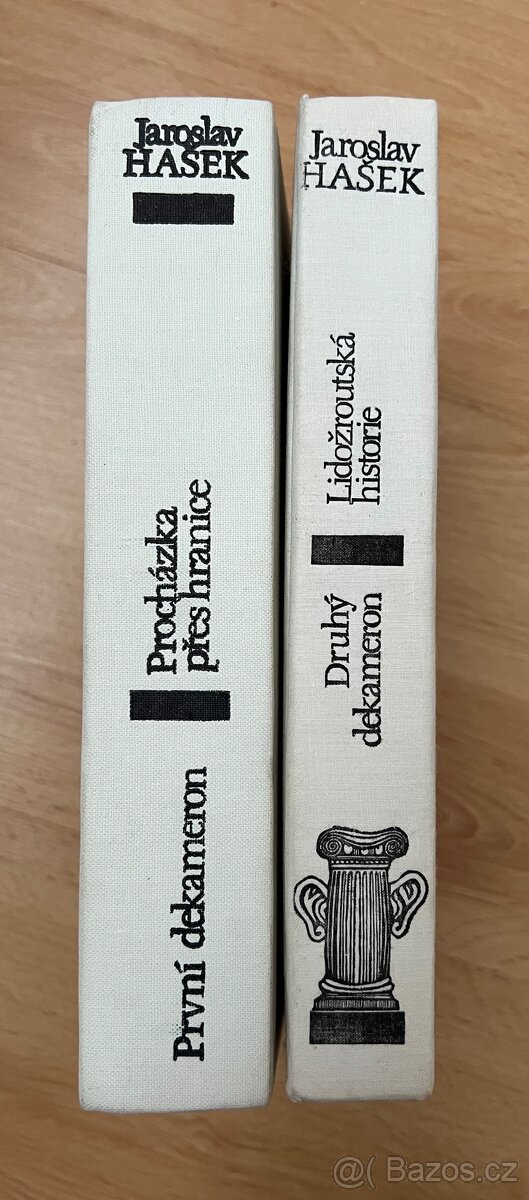 Jaroslav
HAŠEK
Procházka
přes hranice
První dekameron
Jaroslav
HAŠEK
Lidožroutská
historie
Druhý
dekameron
@( Bazos.cz